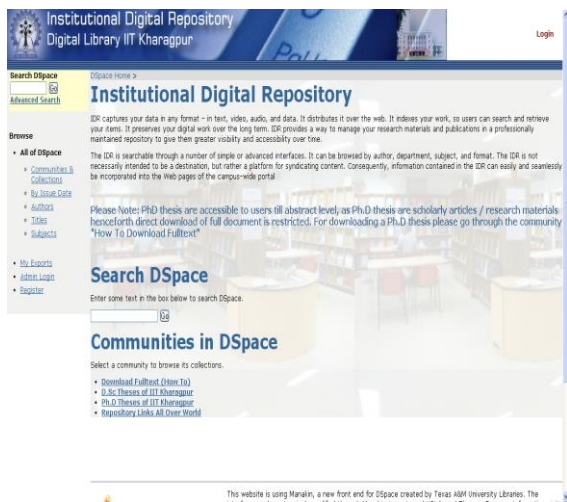 Institutional Digital Repository
Digital Library IIT Kharagpur
Login
Search DSpace
Go
Advanced Search
Browse
• All of DSpace
Communities &
Collections
By Issue Date
Authors
Titles
Subjects
• My Exports
• Admin Login
• Register
DSpace Home >
Institutional Digital Repository
IDR captures your data in any format - in text, video, audio, and data. It distributes it over the web. It indexes your work, so users can search and retrieve
your items. It preserves your digital work over the long term. IDR provides a way to manage your research materials and publications in a professionally
maintained repository to give them greater visibility and accessibility over time.
The IDR is searchable through a number of simple or advanced interfaces. It can be browsed by author, department, subject, and format. The IDR is not
necessarily intended to be a destination, but rather a platform for syndicating content. Consequently, information contained in the IDR can easily and seamlessly
be incorporated into the Web pages of the campus-wide portal
Please Note: PhD thesis are accessible to users till abstract level, as Ph.D thesis are scholarly articles / research materials
henceforth direct download of full document is restricted. For downloading a Ph.D thesis please go through the community
"How To Download Fulltext"
Search DSpace
Enter some text in the box below to search DSpace.
Go
Communities in DSpace
Select a community to browse its collections.
• Download Fulltext (How To)
• D.Sc Theses of IIT Kharagpur
• Ph.D Theses of IIT Kharagpur
• Repository Links All Over World
This website is using Manakin, a new front end for DSpace created by Texas A&M University Libraries. The